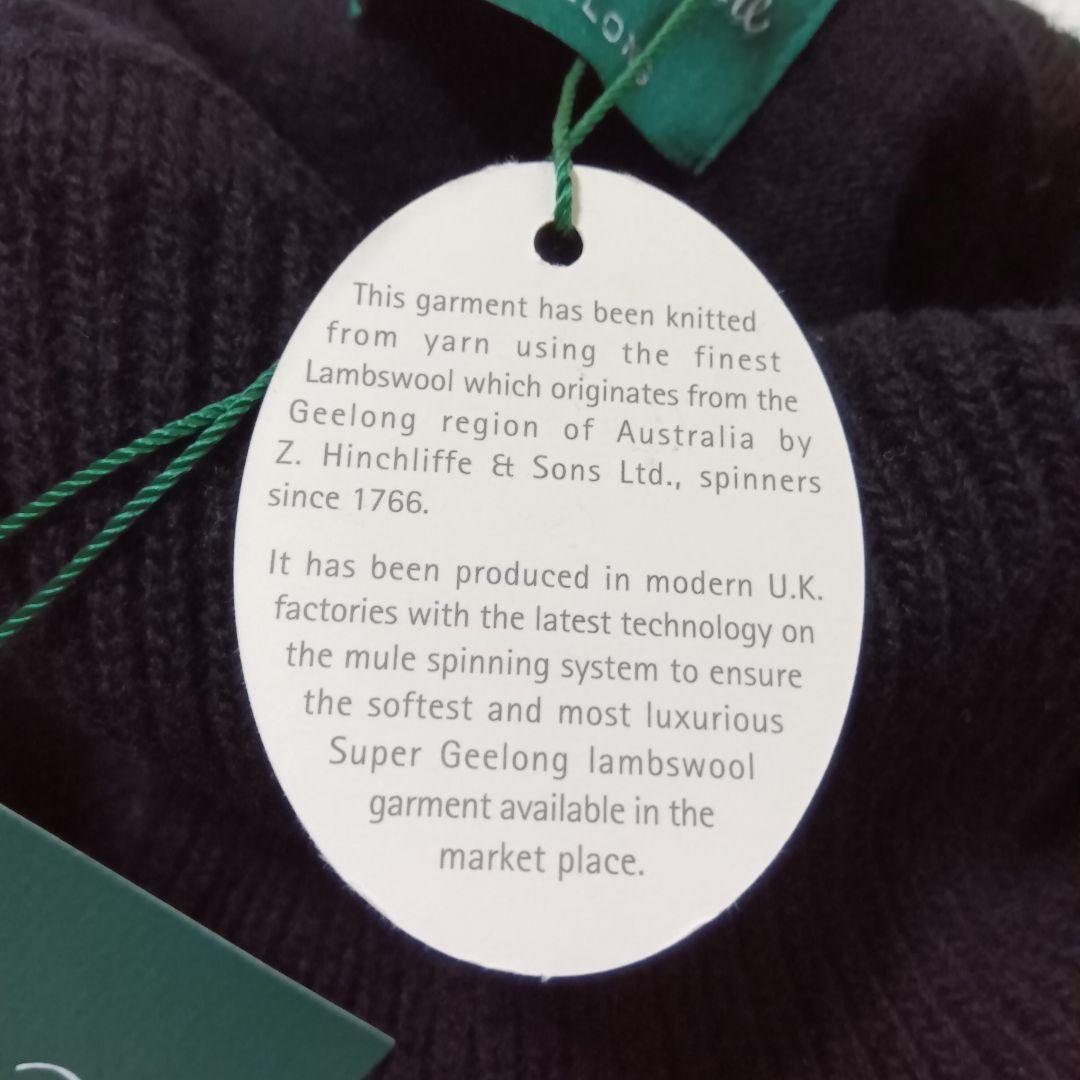 This garment has been knitted
from yarn using the finest
Lambswool which originates from the
Geelong region of Australia by
Z. Hinchliffe & Sons Ltd., spinners
since 1766.
It has been produced in modern U.K.
factories with the latest technology on
the mule spinning system to ensure
the softest and most luxurious
Super Geelong lambswool
garment available in the
market place.